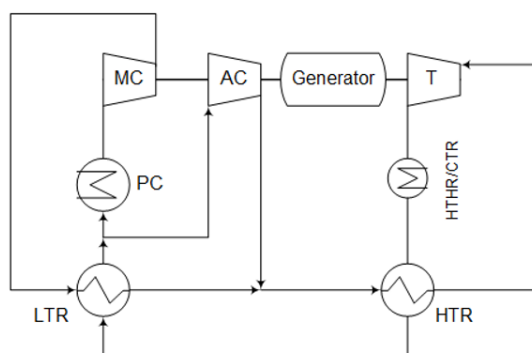 MC
AC
Generator
T
PC
HTHR/CTR
LTR
HTR